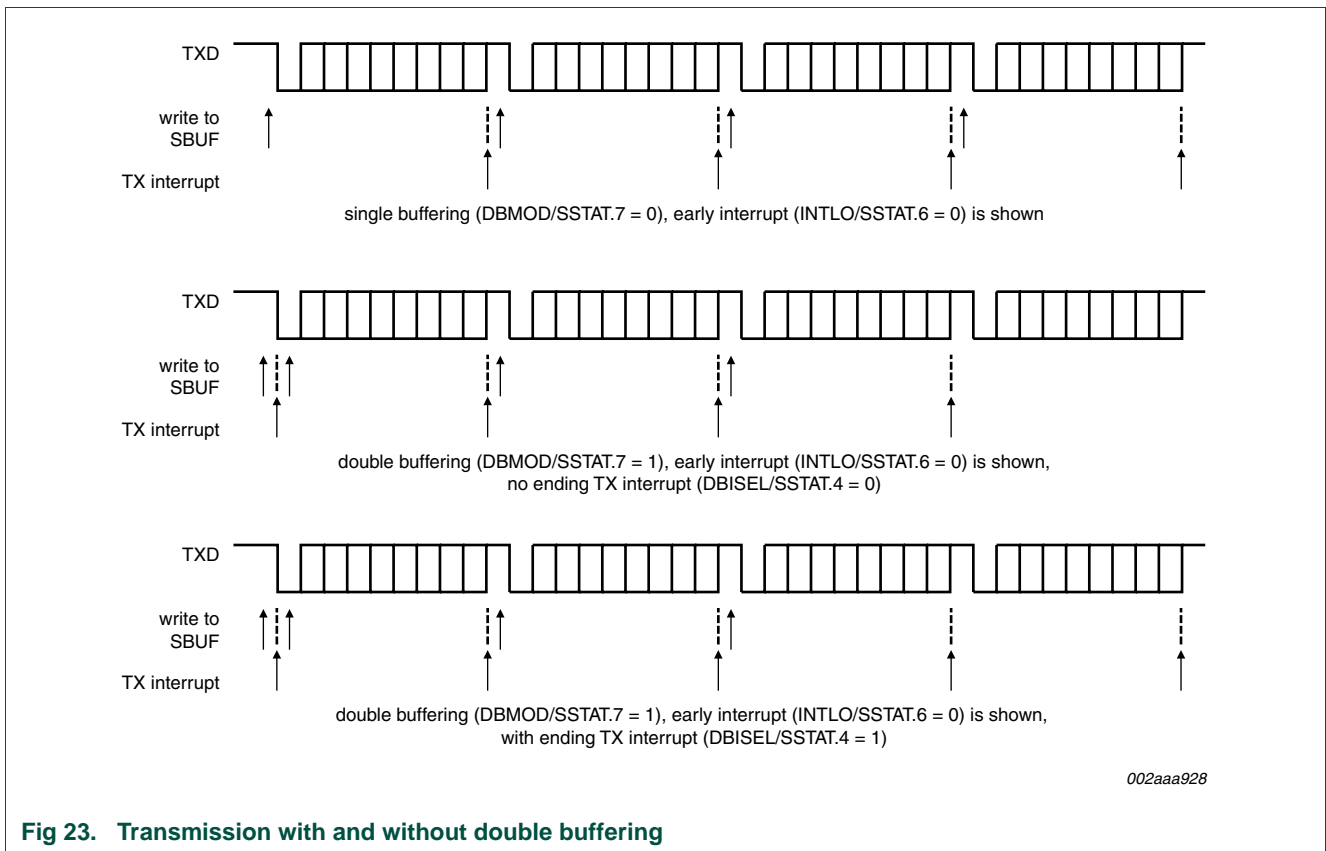 TXD
write to
SBUF
TX interrupt
single buffering (DBMOD/SSTAT.7 = 0), early interrupt (INTLO/SSTAT.6 = 0) is shown
TXD
write to
SBUF
TX interrupt
double buffering (DBMOD/SSTAT.7 = 1), early interrupt (INTLO/SSTAT.6 = 0) is shown,
no ending TX interrupt (DBISEL/SSTAT.4 = 0)
TXD
write to
SBUF
TX interrupt
double buffering (DBMOD/SSTAT.7 = 1), early interrupt (INTLO/SSTAT.6 = 0) is shown,
with ending TX interrupt (DBISEL/SSTAT.4 = 1)
002aaa928
Fig 23. Transmission with and without double buffering